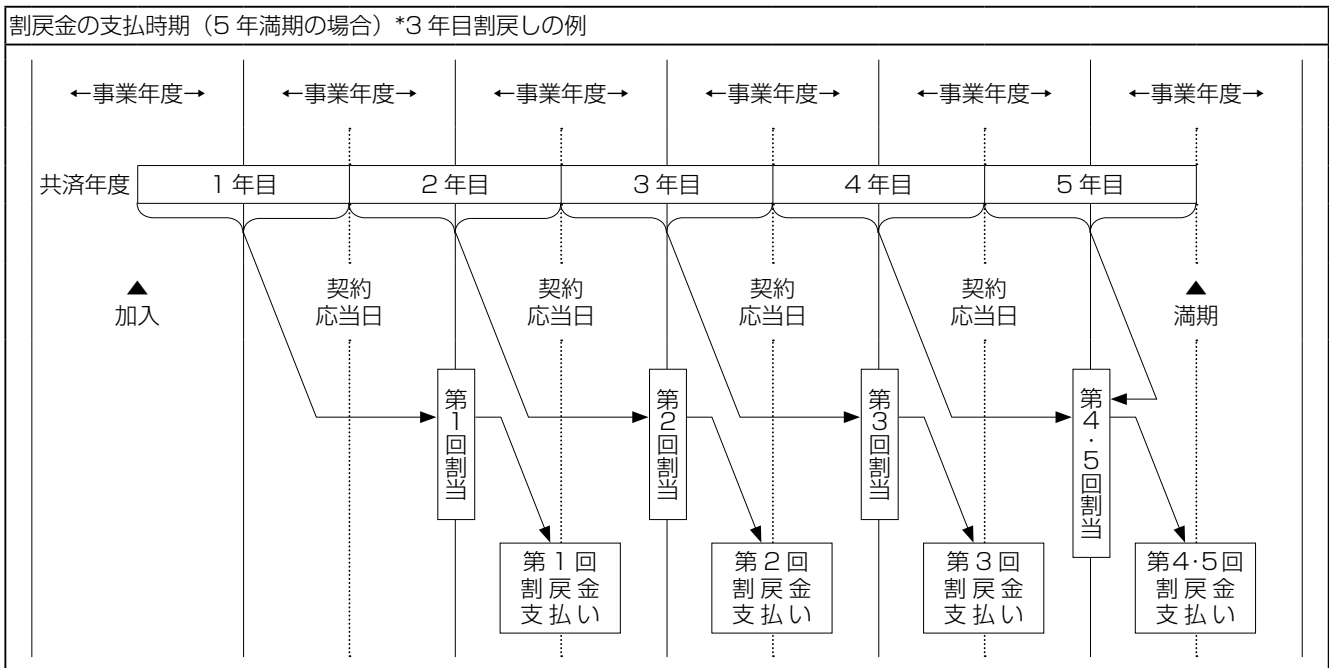 割戻金の支払時期（5年満期の場合）*3年目割戻しの例
←事業年度→ ←事業年度→ ←事業年度→ ←事業年度→ ←事業年度→ ←事業年度→
共済年度 1年目 2年目 3年目 4年目 5年目
▲
加入
契約
応当日
契約
応当日
契約
応当日
契約
応当日
▲
満期
第1回割当
第2回割当
第3回割当
第4・5回割当
第1回
割戻金
支払い
第2回
割戻金
支払い
第3回
割戻金
支払い
第4・5回
割戻金
支払い